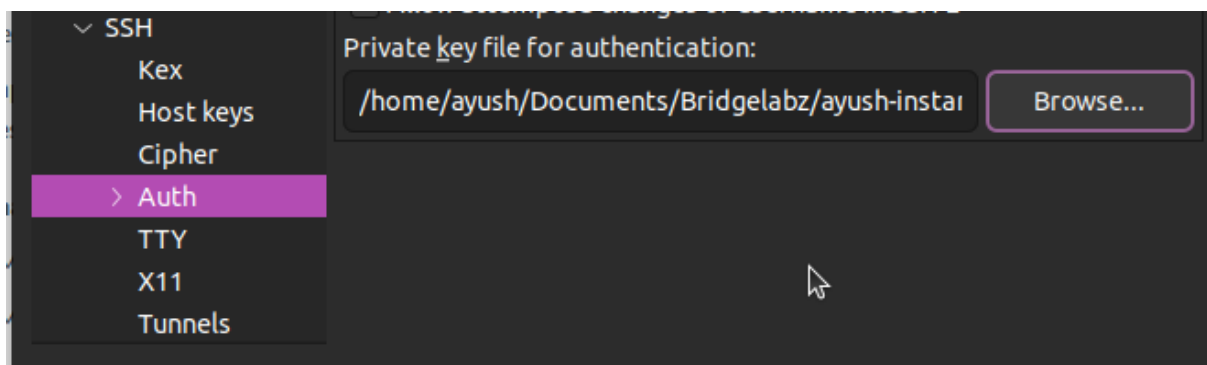 SSH
Kex
Host keys
Cipher
Auth
TTY
X11
Tunnels
Private key file for authentication:
/home/ayush/Documents/Bridgelabz/ayush-instar
Browse...